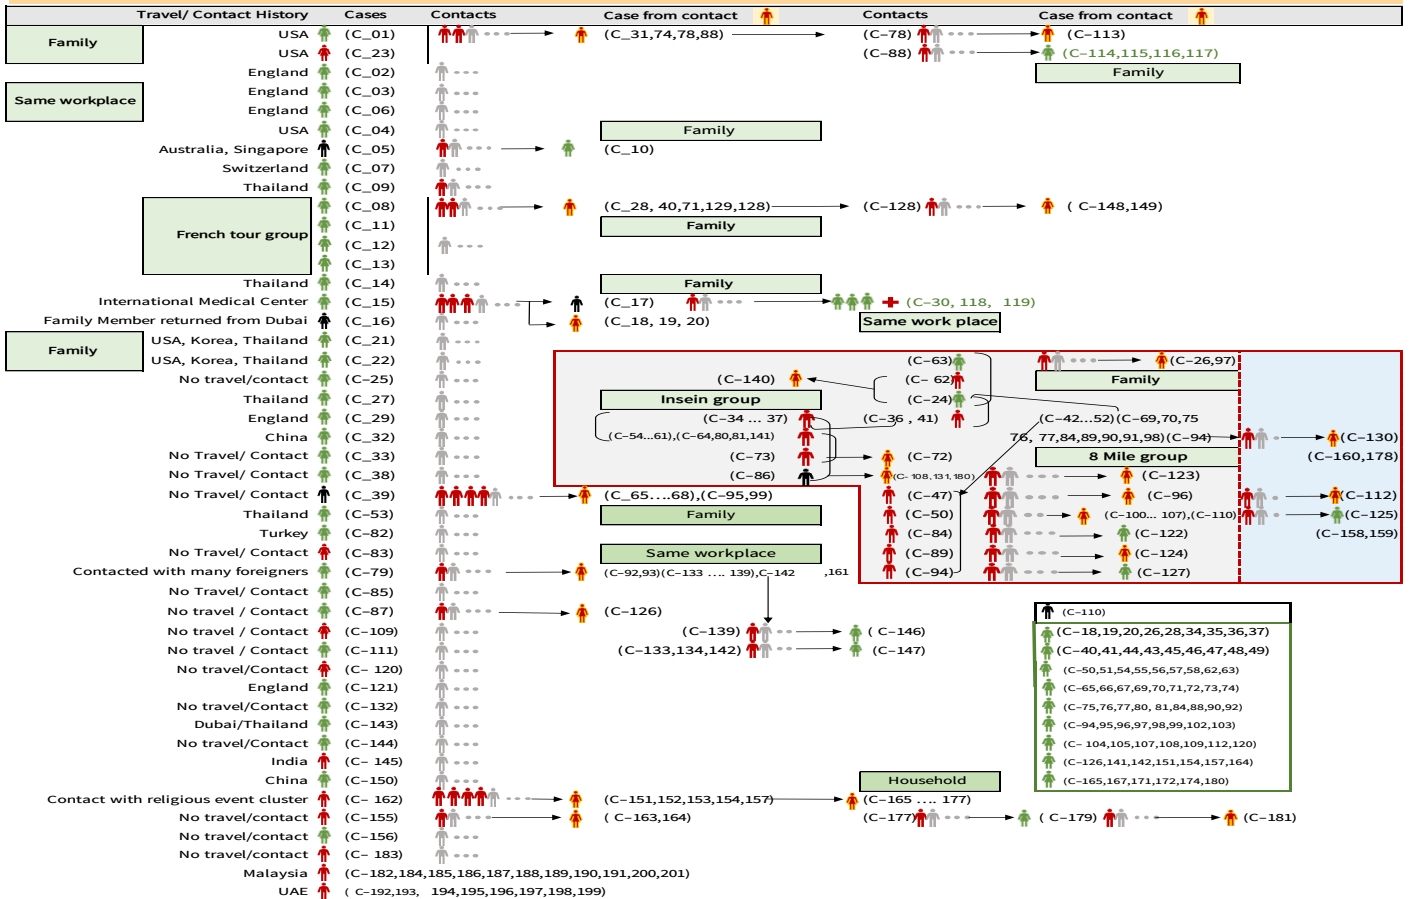 Travel/ Contact History Cases Contacts Case from contact Contacts Case from contact
Family
USA (C_01) (C_31,74,78,88) (C-78) (C-113)
USA (C_23) (C-88) (C-114,115,116,117)
England (C_02) Family
Same workplace
England (C_03)
England (C_06)
USA (C_04) Family
Australia, Singapore (C_05) (C_10)
Switzerland (C_07)
Thailand (C_09)
French tour group
(C_08) (C_28, 40,71,129,128) (C-128) ( C-148,149)
(C_11) Family
(C_12)
(C_13)
Thailand (C_14) Family
International Medical Center (C_15) (C_17) (C-30, 118, 119)
Family Member returned from Dubai (C_16) (C_18, 19, 20) Same work place
Family
USA, Korea, Thailand (C_21)
USA, Korea, Thailand (C_22) (C-63) (C-26,97)
No travel/contact (C-25) (C-140) (C- 62) Family
Thailand (C_27) Insein group (C-24)
England (C_29) (C-34 ... 37) (C-36 , 41) (C-42...52)(C-69,70,75
China (C_32) (C-54...61),(C-64,80,81,141) 76, 77,84,89,90,91,98)(C-94) (C-130)
No Travel/ Contact (C_33) (C-73) (C-72) 8 Mile group (C-160,178)
No Travel/ Contact (C_38) (C-86) (C- 108,131,180) (C-123)
No Travel/ Contact (C_39) (C_65....68),(C-95,99) (C-47) (C-96) (C-112)
Thailand (C-53) Family (C-50) (C-100... 107),(C-110) (C-125)
Turkey (C-82) (C-84) (C-122) (C-158,159)
No Travel/ Contact (C-83) Same workplace (C-89) (C-124)
Contacted with many foreigners (C-79) (C-92,93)(C-133 .... 139),C-142 ,161 (C-94) (C-127)
No Travel/ Contact (C-85)
No travel / Contact (C-87) (C-126) (C-110)
No travel / Contact (C-109) (C-139) ( C-146) (C-18,19,20,26,28,34,35,36,37)
No travel / Contact (C-111) (C-133,134,142) (C-147) (C-40,41,44,43,45,46,47,48,49)
No travel/Contact (C- 120) (C-50,51,54,55,56,57,58,62,63)
England (C-121) (C-65,66,67,69,70,71,72,73,74)
No travel/Contact (C-132) (C-75,76,77,80, 81,84,88,90,92)
Dubai/Thailand (C-143) (C-94,95,96,97,98,99,102,103)
No travel/Contact (C-144) (C- 104,105,107,108,109,112,120)
India (C- 145) (C-126,141,142,151,154,157,164)
China (C-150) Household (C-165,167,171,172,174,180)
Contact with religious event cluster (C- 162) (C-151,152,153,154,157) (C-165 .... 177)
No travel/contact (C-155) ( C-163,164) (C-177) ( C-179) (C-181)
No travel/contact (C-156)
No travel/contact (C- 183)
Malaysia (C-182,184,185,186,187,188,189,190,191,200,201)
UAE ( C-192,193, 194,195,196,197,198,199)